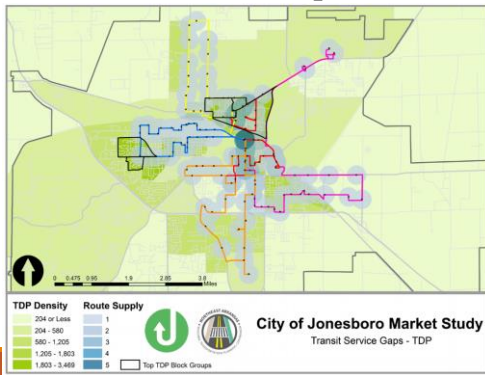 0 0.475 0.95 1.9 2.85 3.8
Miles
TDP Density
204 or Less
204 - 580
580 - 1,205
1,205 - 1,803
1,803 - 3,469
Route Supply
1
2
3
4
5
Top TDP Block Groups
NORTHEAST ARKANSAS
City of Jonesboro Market Study
Transit Service Gaps - TDP